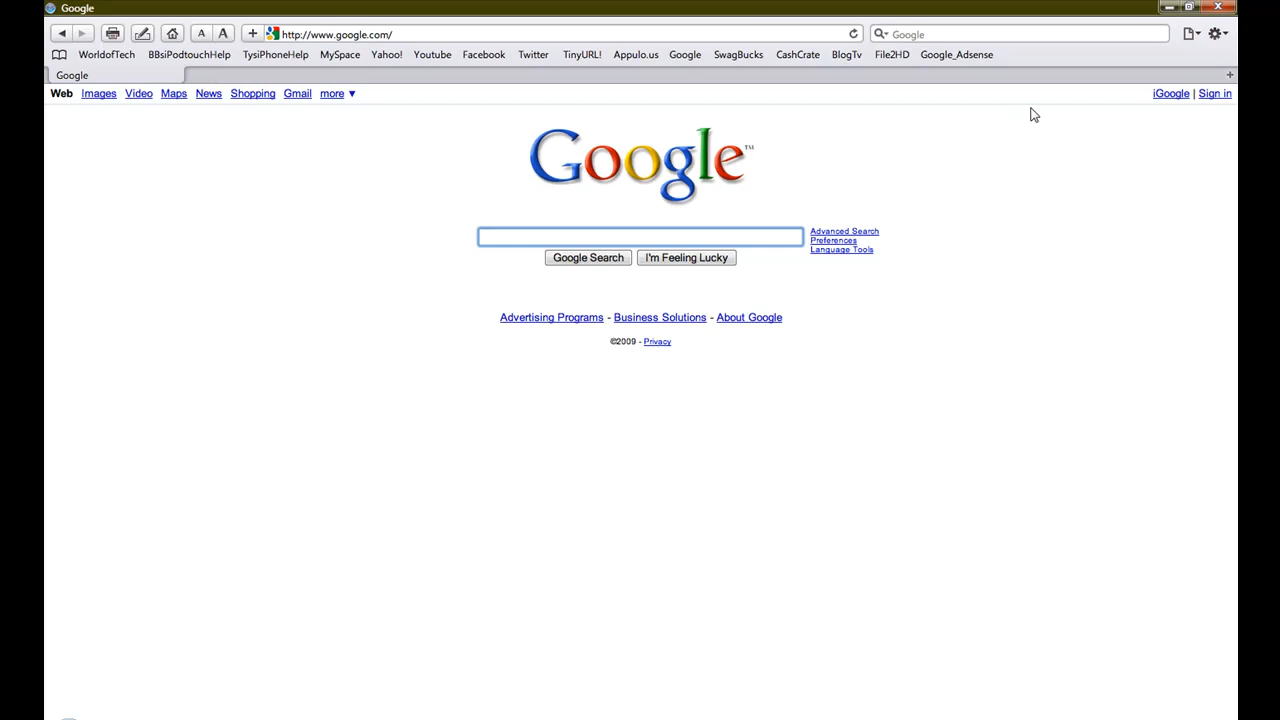 Google
A A + http://www.google.com/ Google
WorldofTech BBsiPodtouchHelp TysiPhoneHelp MySpace Yahoo! Youtube Facebook Twitter TinyURL! Appulo.us Google SwagBucks CashCrate BlogTv File2HD Google_Adsense
Google +
Web Images Video Maps News Shopping Gmail more ▼ iGoogle | Sign in
Google™
Advanced Search
Preferences
Language Tools
Google Search I'm Feeling Lucky
Advertising Programs - Business Solutions - About Google
©2009 - Privacy